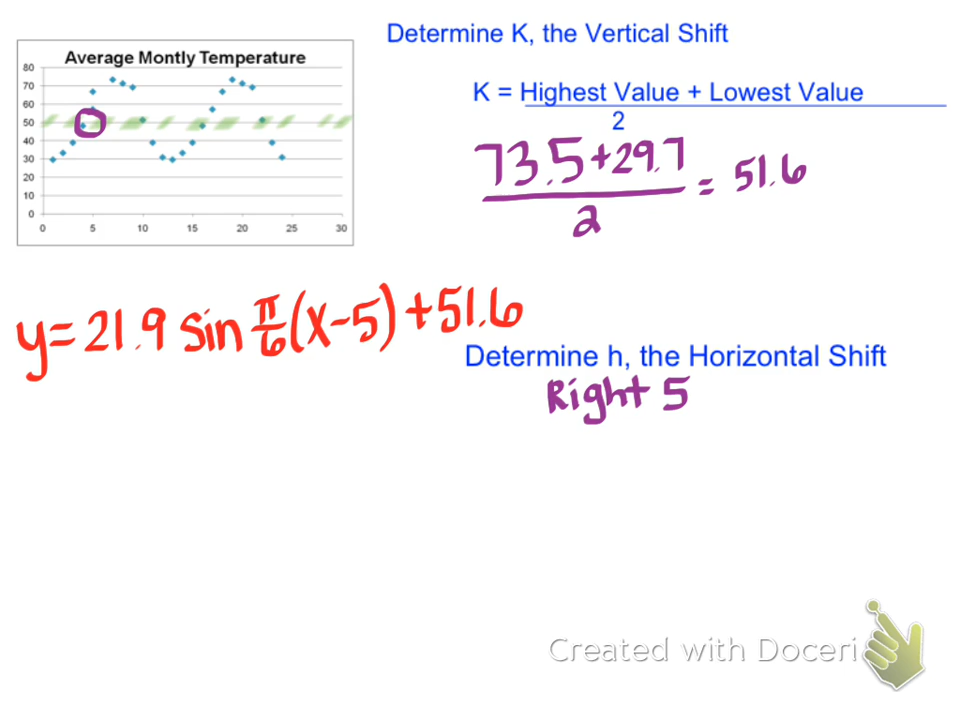 Determine K, the Vertical Shift
Average Montly Temperature
80
70
60
50
40
30
20
10
0
0 5 10 15 20 25 30
K = Highest Value + Lowest Value
2
73.5+29.7
2
= 51.6
y= 21.9 sin π/6 (x-5) +51.6
Determine h, the Horizontal Shift
Right 5
Created with Doceri